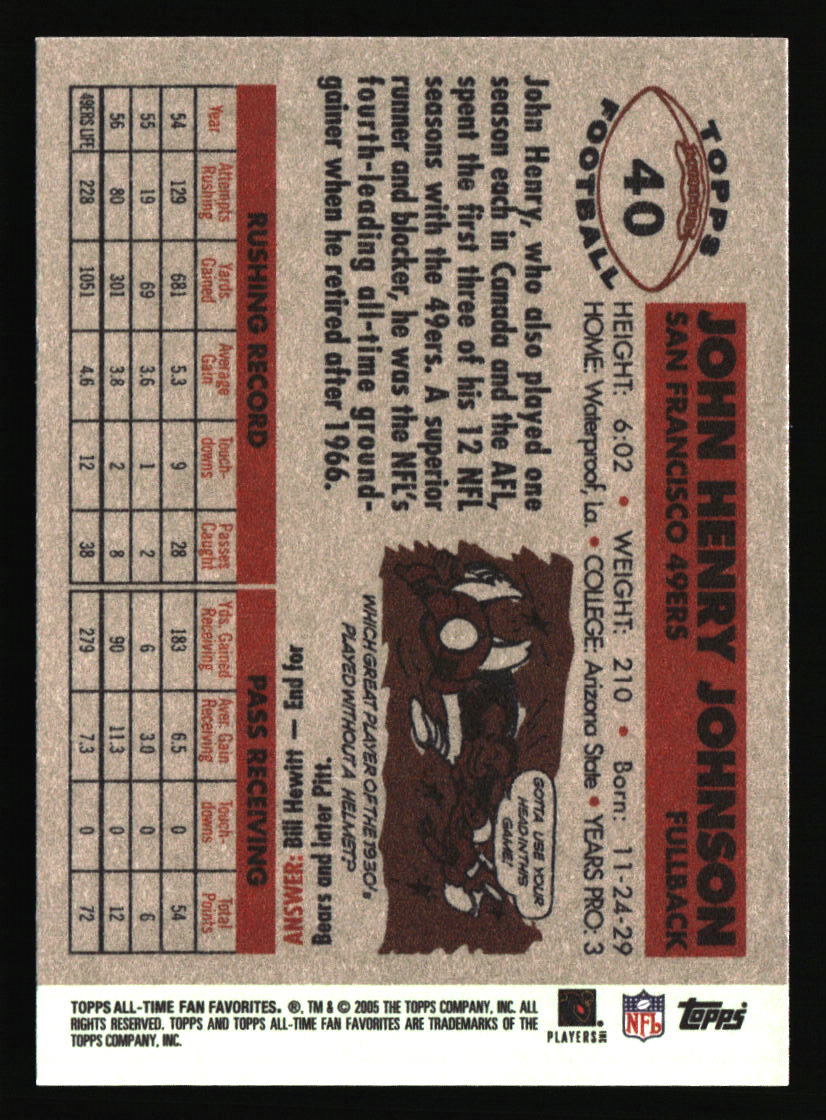 TOPPS
40
FOOTBALL
JOHN HENRY JOHNSON
SAN FRANCISCO 49ERS FULLBACK
HEIGHT: 6:02 • WEIGHT: 210 • Born: 11-24-29
HOME: Waterproof, La. • COLLEGE: Arizona State • YEARS PRO: 3
John Henry, who also played one
season each in Canada and the AFL,
spent the first three of his 12 NFL
seasons with the 49ers. A superior
runner and blocker, he was the NFL's
fourth-leading all-time ground-
gainer when he retired after 1966.
GOTTA USE YOUR
HEAD IN THIS
GAME!
WHICH GREAT PLAYER OF THE 1930's
PLAYED WITHOUT A HELMET?
ANSWER: Bill Hewitt — End for
Bears and later Pitt.
RUSHING RECORD PASS RECEIVING
Year Attempts Rushing Yards Gained Average Gain Touch-downs Passes Caught Yds. Gained Receiving Aver. Gain Receiving Touch-downs Total Points
54 129 681 5.3 9 28 183 6.5 0 54
55 19 69 3.6 1 2 6 3.0 0 6
56 80 301 3.8 2 8 90 11.3 0 12
49ERS LIFE 228 1051 4.6 12 38 279 7.3 0 72
Topps
NFL
PLAYERS INC
TOPPS ALL-TIME FAN FAVORITES. ®, TM & © 2005 THE TOPPS COMPANY, INC. ALL
RIGHTS RESERVED. TOPPS AND TOPPS ALL-TIME FAN FAVORITES ARE TRADEMARKS OF THE
TOPPS COMPANY, INC.